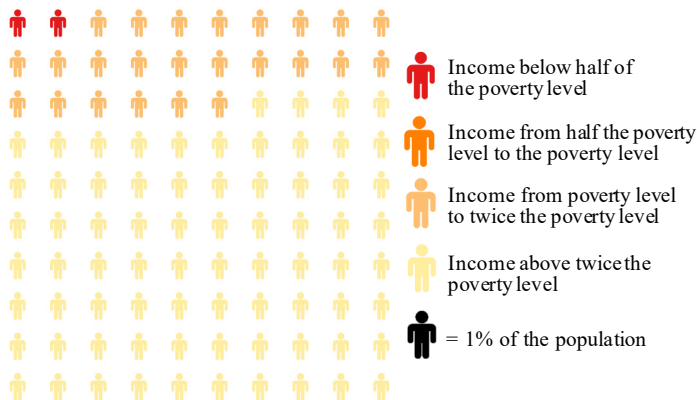 Income below half of
the poverty level
Income from half the poverty
level to the poverty level
Income from poverty level
to twice the poverty level
Income above twice the
poverty level
= 1% of the population